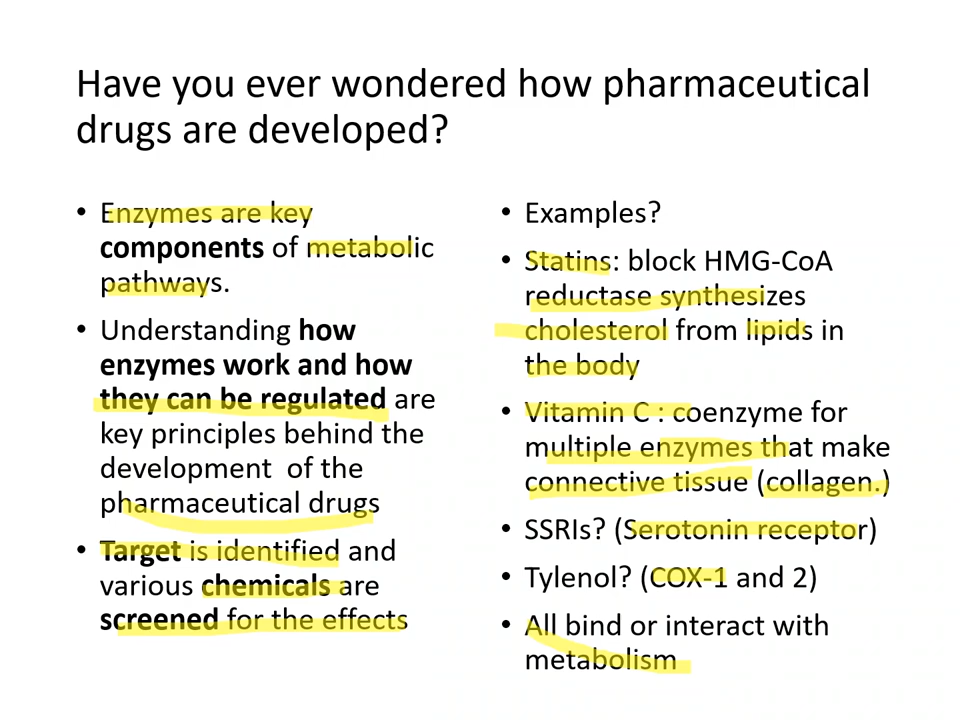 Have you ever wondered how pharmaceutical
drugs are developed?
• Enzymes are key
components of metabolic
pathways.
• Understanding how
enzymes work and how
they can be regulated are
key principles behind the
development of the
pharmaceutical drugs
• Target is identified and
various chemicals are
screened for the effects
• Examples?
• Statins: block HMG-CoA
reductase synthesizes
cholesterol from lipids in
the body
• Vitamin C : coenzyme for
multiple enzymes that make
connective tissue (collagen.)
• SSRIs? (Serotonin receptor)
• Tylenol? (COX-1 and 2)
• All bind or interact with
metabolism